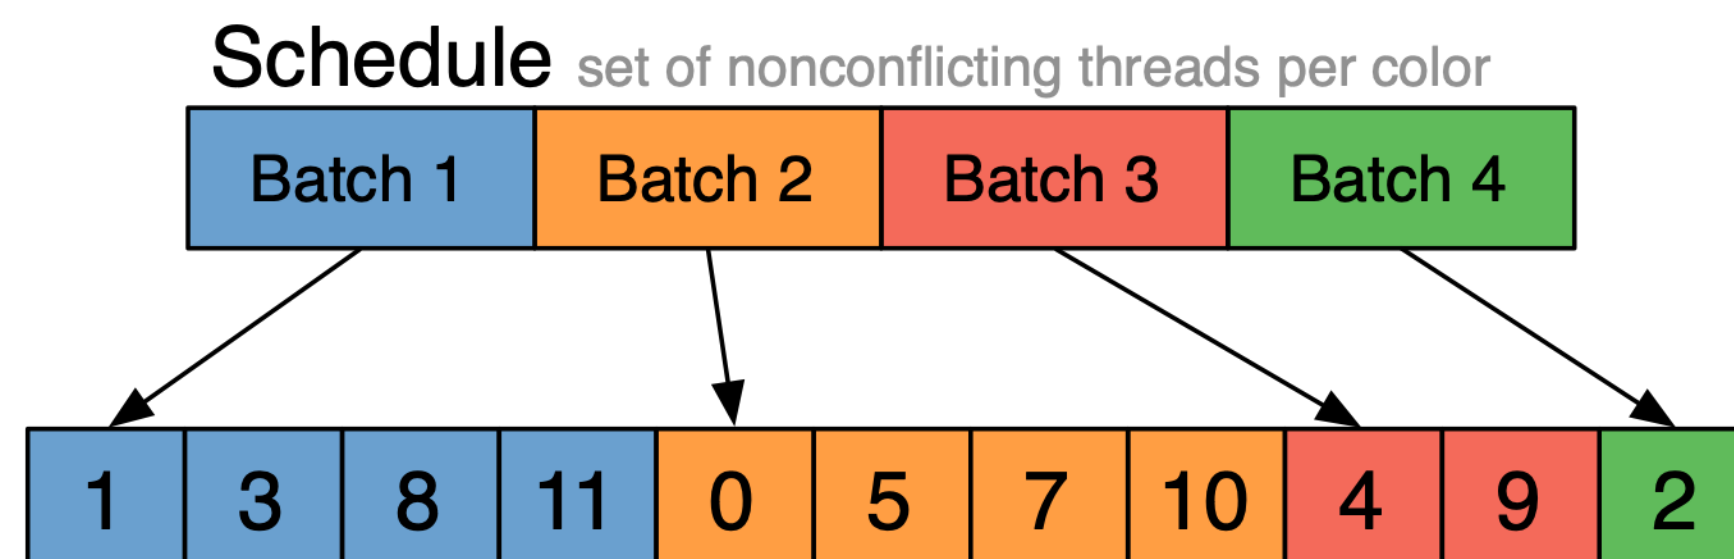 Schedule set of nonconflicting threads per color
Batch 1 Batch 2 Batch 3 Batch 4
1 3 8 11 0 5 7 10 4 9 2